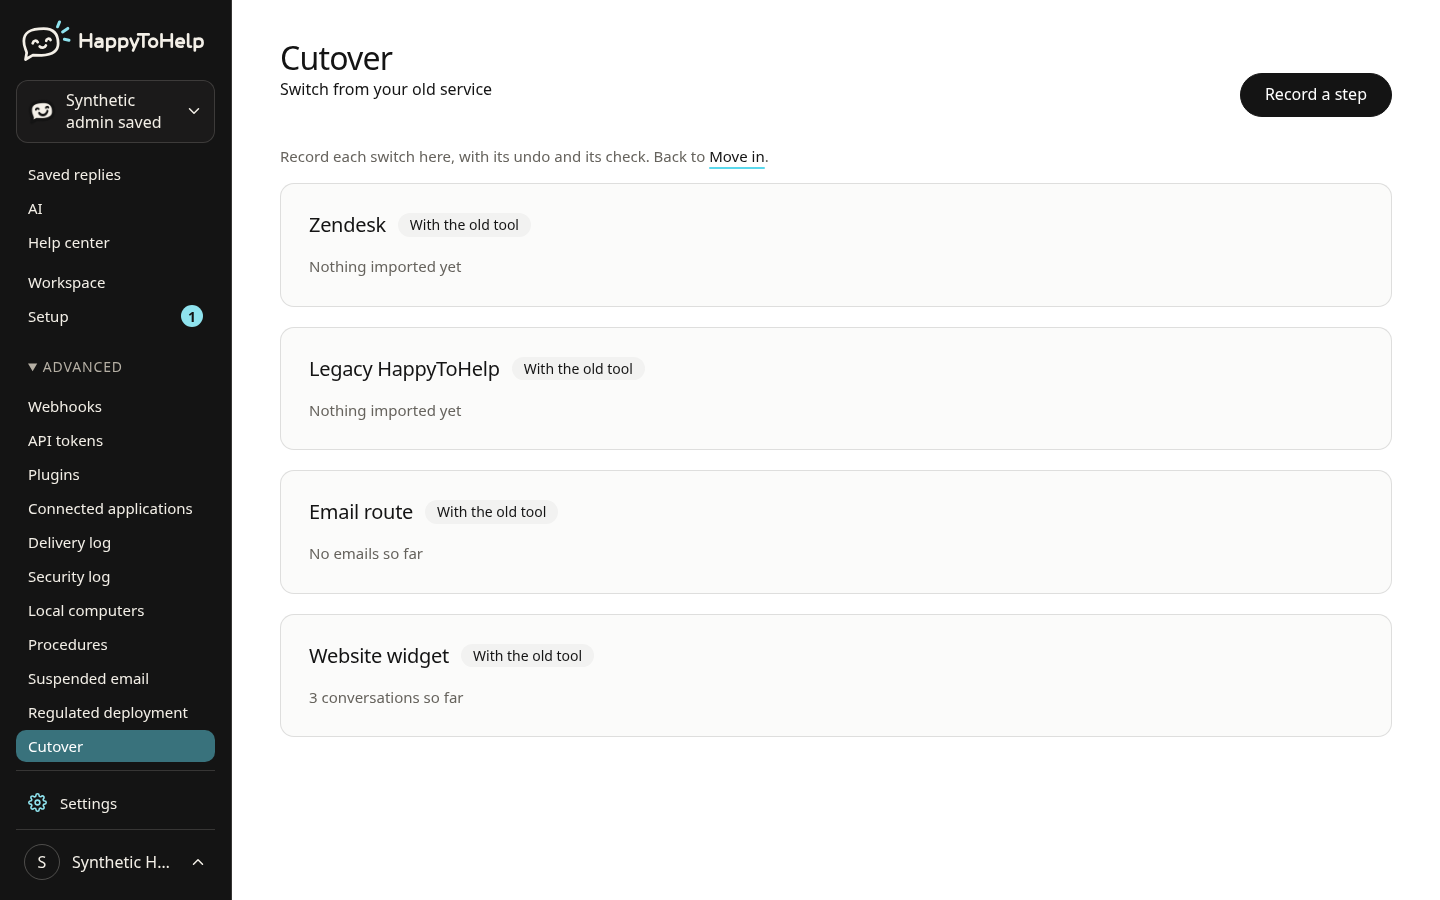 HappyToHelp
Synthetic
admin saved
Saved replies
AI
Help center
Workspace
Setup
1
▼ ADVANCED
Webhooks
API tokens
Plugins
Connected applications
Delivery log
Security log
Local computers
Procedures
Suspended email
Regulated deployment
Cutover
Settings
S
Synthetic H...
Cutover
Switch from your old service
Record a step
Record each switch here, with its undo and its check. Back to Move in.
Zendesk With the old tool
Nothing imported yet
Legacy HappyToHelp With the old tool
Nothing imported yet
Email route With the old tool
No emails so far
Website widget With the old tool
3 conversations so far